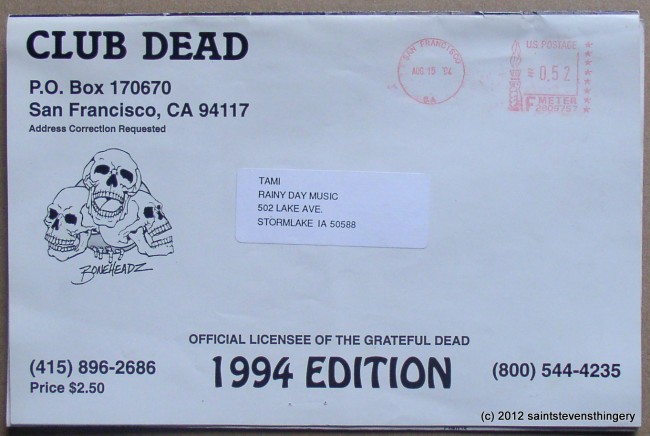 CLUB DEAD
P.O. Box 170670
San Francisco, CA 94117
Address Correction Requested
SAN FRANCISCO
AUG 15 '94
CA
U.S. POSTAGE
0.52
F METER
BONEHEADZ
TAMI
RAINY DAY MUSIC
502 LAKE AVE.
STORMLAKE IA 50588
OFFICIAL LICENSEE OF THE GRATEFUL DEAD
(415) 896-2686
Price $2.50
1994 EDITION
(800) 544-4235
(c) 2012 saintstevensthingery